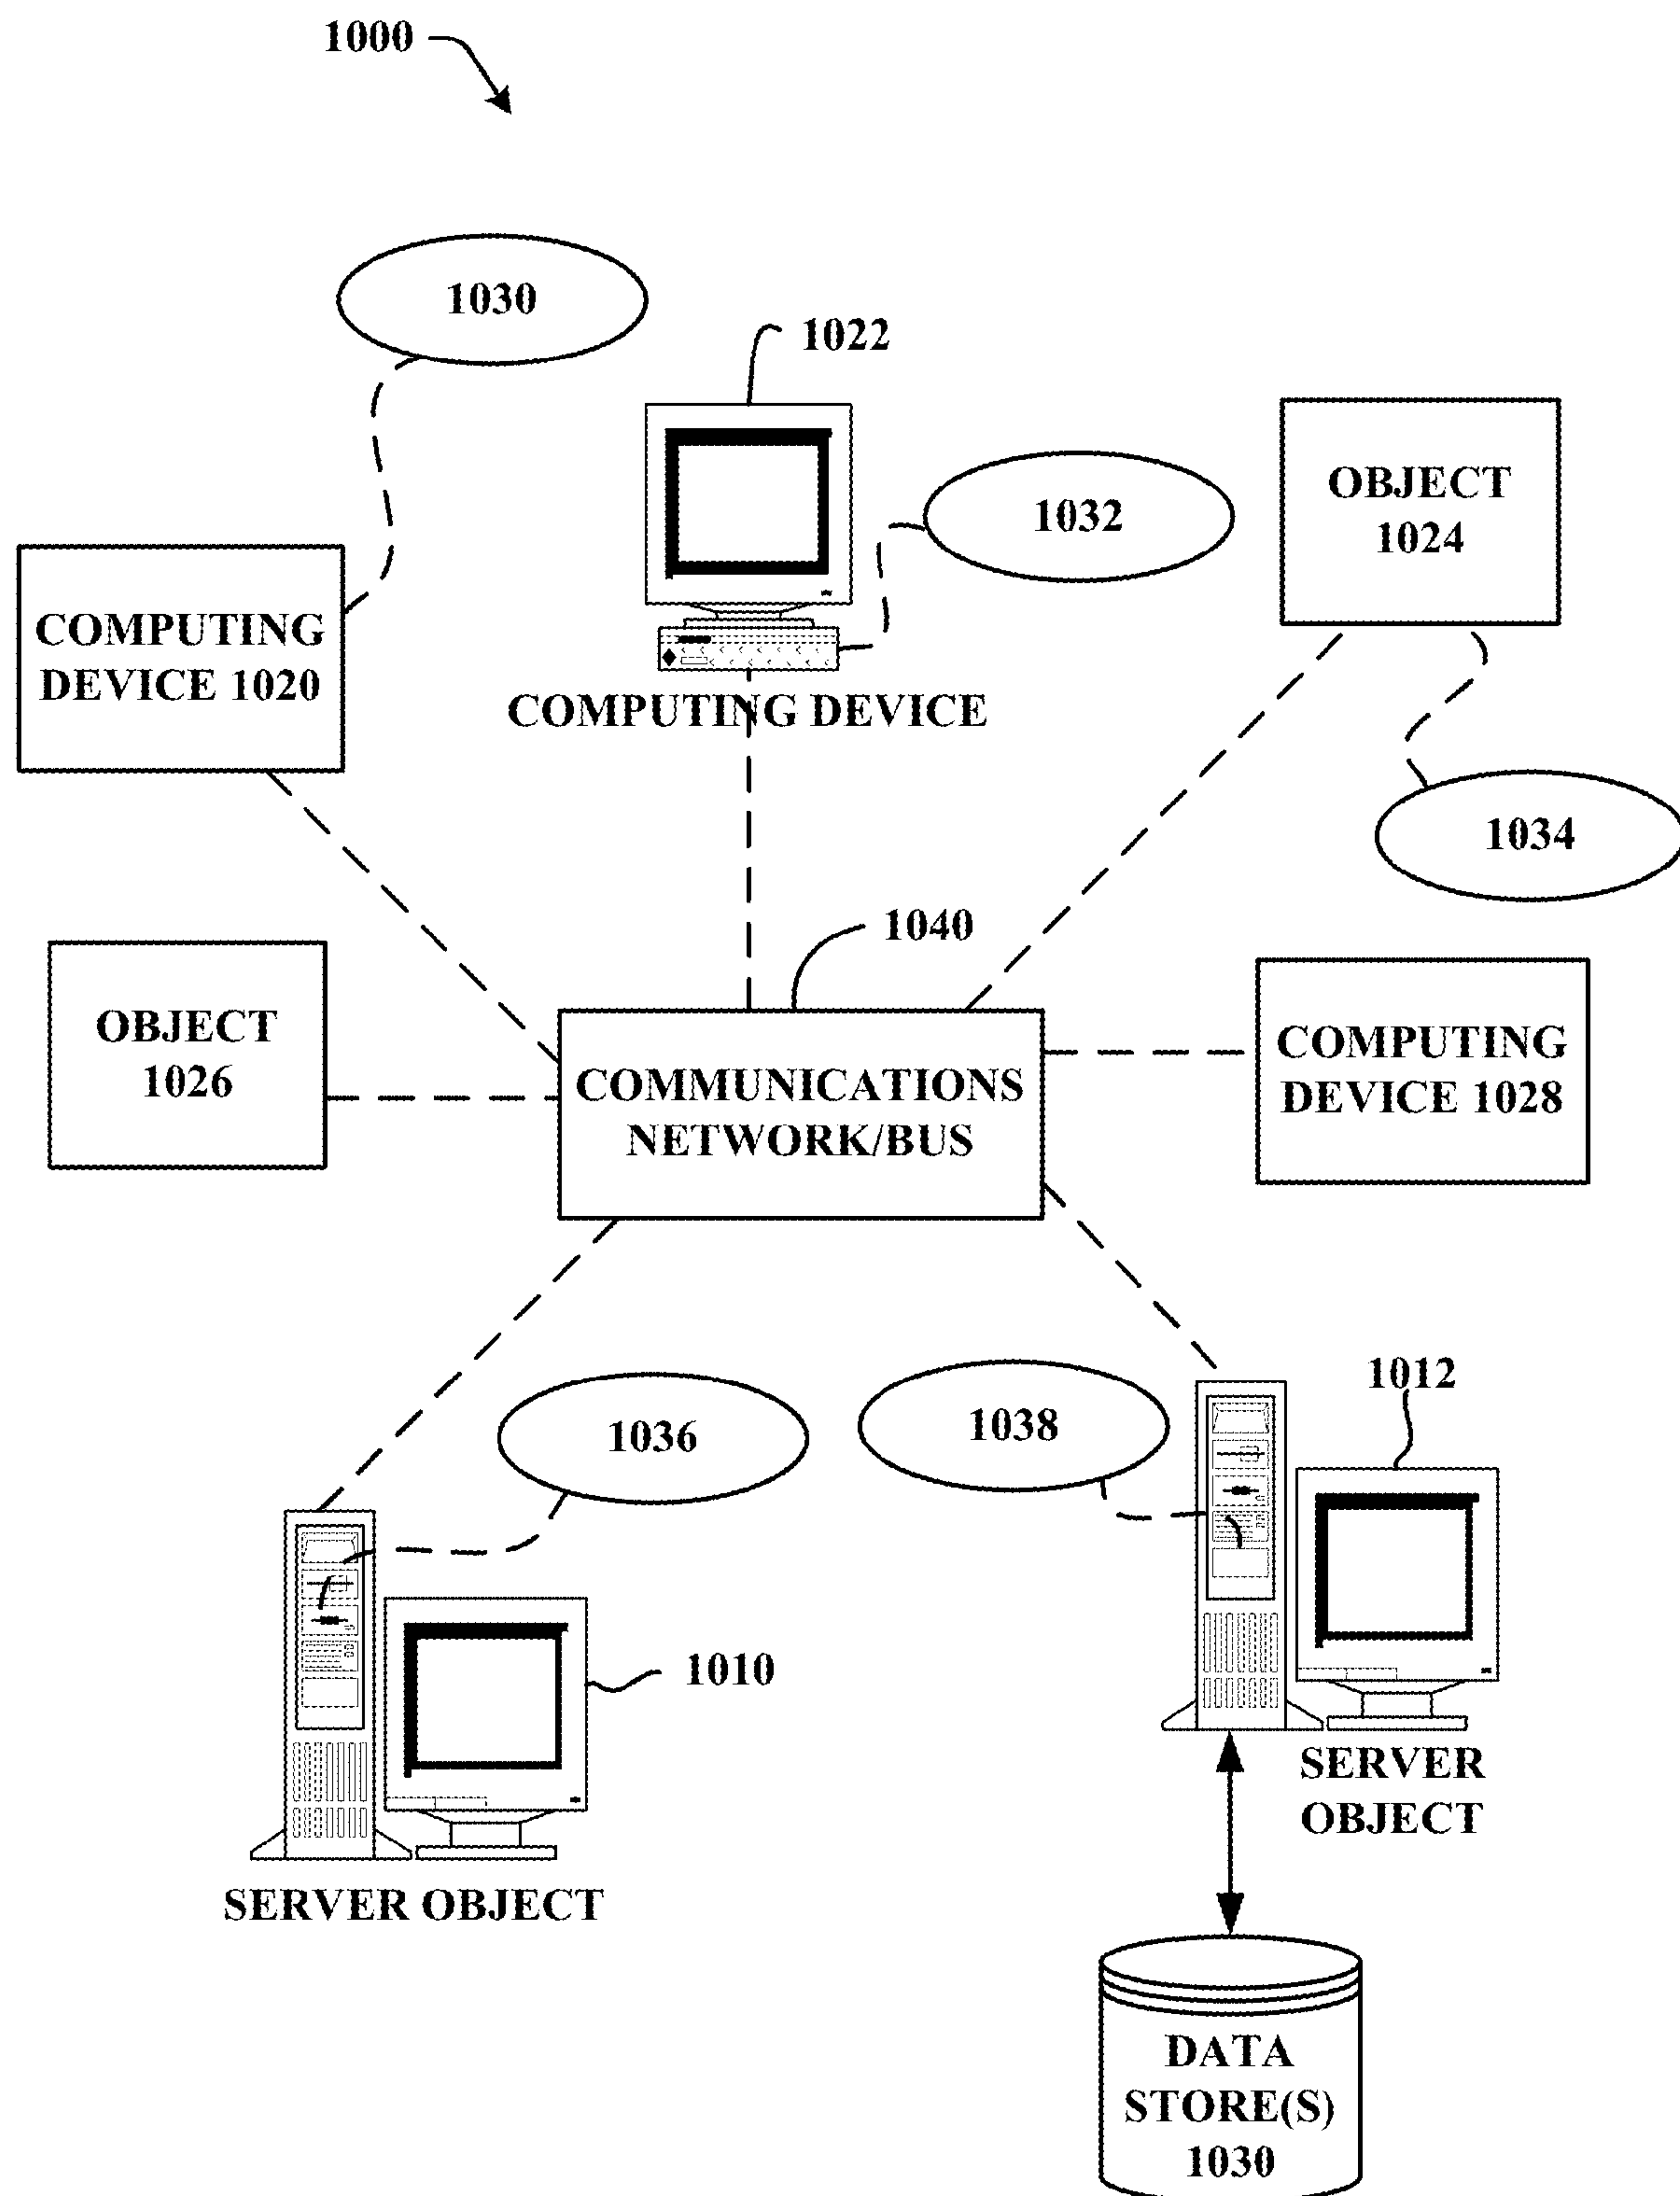 1000
1030
1022
1032
OBJECT
1024
COMPUTING
DEVICE 1020
COMPUTING DEVICE
1034
1040
OBJECT
1026
COMMUNICATIONS
NETWORK/BUS
COMPUTING
DEVICE 1028
1036
1038
1012
1010
SERVER
OBJECT
SERVER OBJECT
DATA
STORE(S)
1030